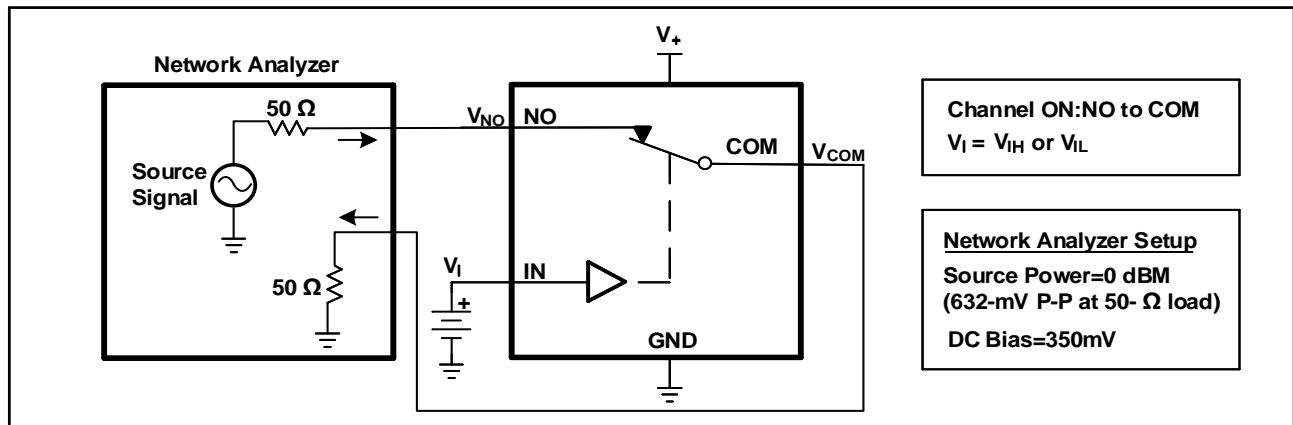 V+
Network Analyzer
50 Ω
VNO
NO
COM
VCOM
Source
Signal
50 Ω
VI
IN
+
GND
Channel ON:NO to COM
VI = VIH or VIL
Network Analyzer Setup
Source Power=0 dBM
(632-mV P-P at 50- Ω load)
DC Bias=350mV